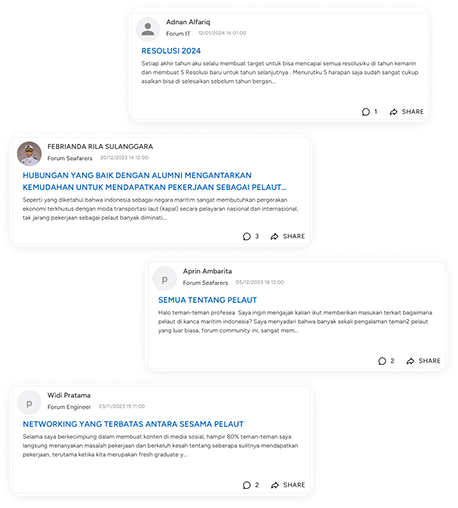 Adnan Alfariq
Forum IT 12/01/2024 14:01:00
RESOLUSI 2024
Setiap akhir tahun aku selalu membuat target untuk bisa mencapai semua resolusiku di tahun kemarin
dan membuat 5 Resolusi baru untuk tahun selanjutnya . Menurutku 5 harapan saja sudah sangat cukup
asalkan bisa di selesaikan sebelum tahun bergan...
1 SHARE
FEBRIANDA RILA SULANGGARA
Forum Seafarers 20/12/2023 14:12:00
HUBUNGAN YANG BAIK DENGAN ALUMNI MENGANTARKAN
KEMUDAHAN UNTUK MENDAPATKAN PEKERJAAN SEBAGAI PELAUT...
Seperti yang diketahui bahwa indonesia sebagai negara maritim sangat membutuhkan pergerakan
ekonomi terkhusus dengan moda transportasi laut (kapal) secara pelayaran nasional dan internasional,
tak jarang pekerjaan sebagai pelaut banyak diminati...
3 SHARE
p
Aprin Ambarita
Forum Seafarers 05/12/2023 18:12:00
SEMUA TENTANG PELAUT
Halo teman-teman profesea Saya ingin mengajak kalian ikut memberikan masukan terkait bagaimana
pelaut di kanca maritim indonesia? Saya menyadari bahwa banyak sekali pengalaman teman2 pelaut
yang luar biasa, forum community ini, sangat mem...
2 SHARE
p
Widi Pratama
Forum Engineer 03/11/2023 19:11:00
NETWORKING YANG TERBATAS ANTARA SESAMA PELAUT
Selama saya berkecimpung dalam membuat konten di media sosial, hampir 80% teman-teman saya
langsung menanyakan masalah pekerjaan dan berkeluh kesah tentang seberapa sulitnya mendapatkan
pekerjaan, terutama ketika kita merupakan fresh graduate y...
2 SHARE